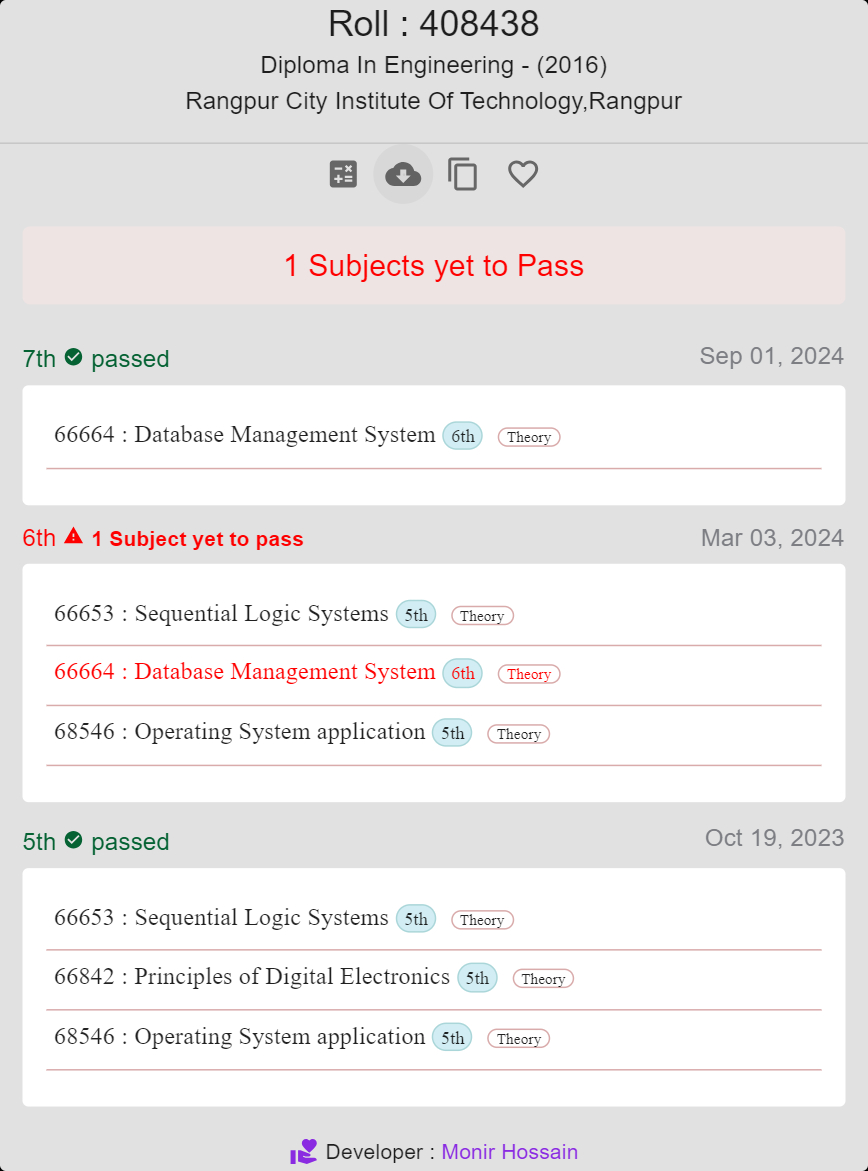 Roll : 408438
Diploma In Engineering - (2016)
Rangpur City Institute Of Technology,Rangpur
1 Subjects yet to Pass
7th passed Sep 01, 2024
66664 : Database Management System 6th Theory
6th 1 Subject yet to pass Mar 03, 2024
66653 : Sequential Logic Systems 5th Theory
66664 : Database Management System 6th Theory
68546 : Operating System application 5th Theory
5th passed Oct 19, 2023
66653 : Sequential Logic Systems 5th Theory
66842 : Principles of Digital Electronics 5th Theory
68546 : Operating System application 5th Theory
Developer : Monir Hossain